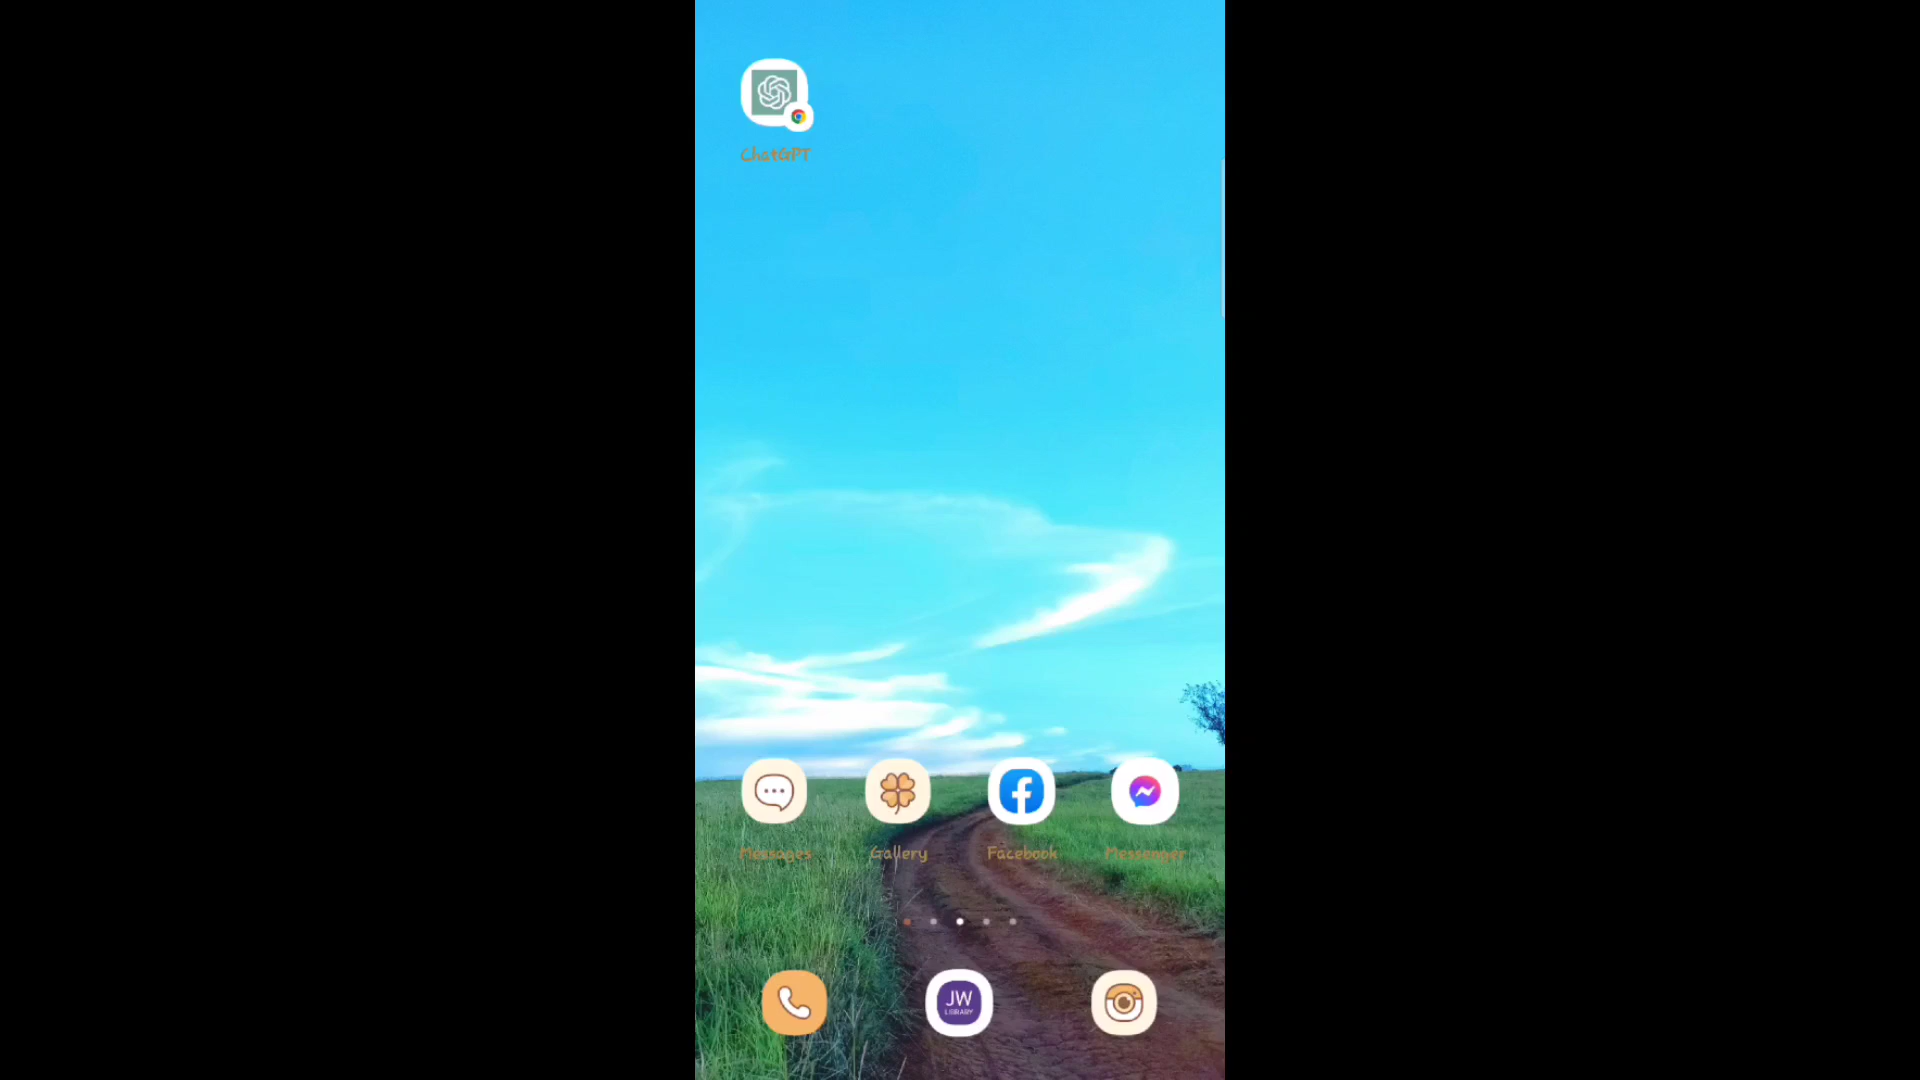 ChatGPT
Messages
Gallery
Facebook
Messenger
JW
LIBRARY